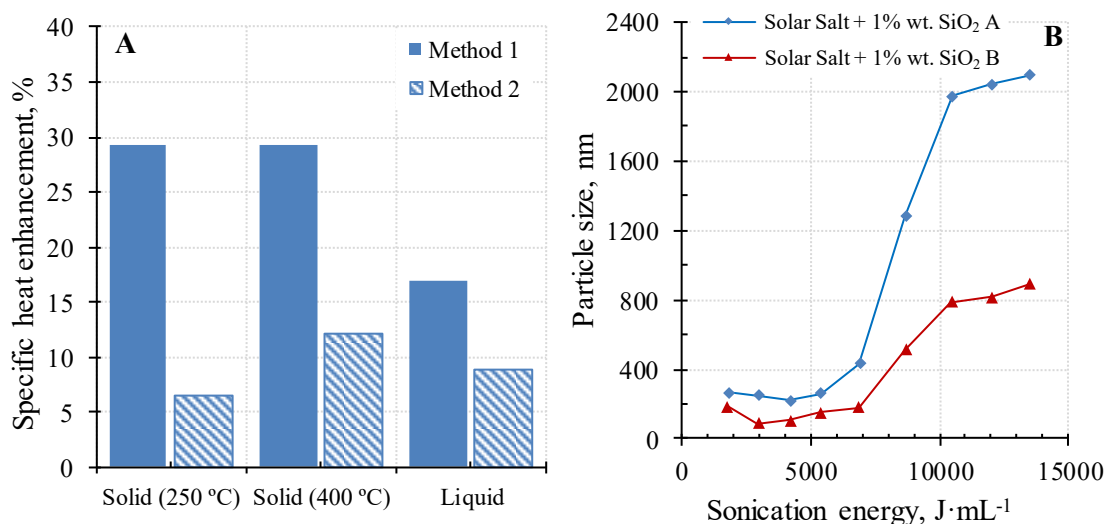 A
Specific heat enhancement, %
40
35
30
25
20
15
10
5
0
Method 1
Method 2
Solid (250 ºC) Solid (400 ºC) Liquid
B
Particle size, nm
2400
2000
1600
1200
800
400
0
Solar Salt + 1% wt. SiO₂ A
Solar Salt + 1% wt. SiO₂ B
0 5000 10000 15000
Sonication energy, J·mL⁻¹